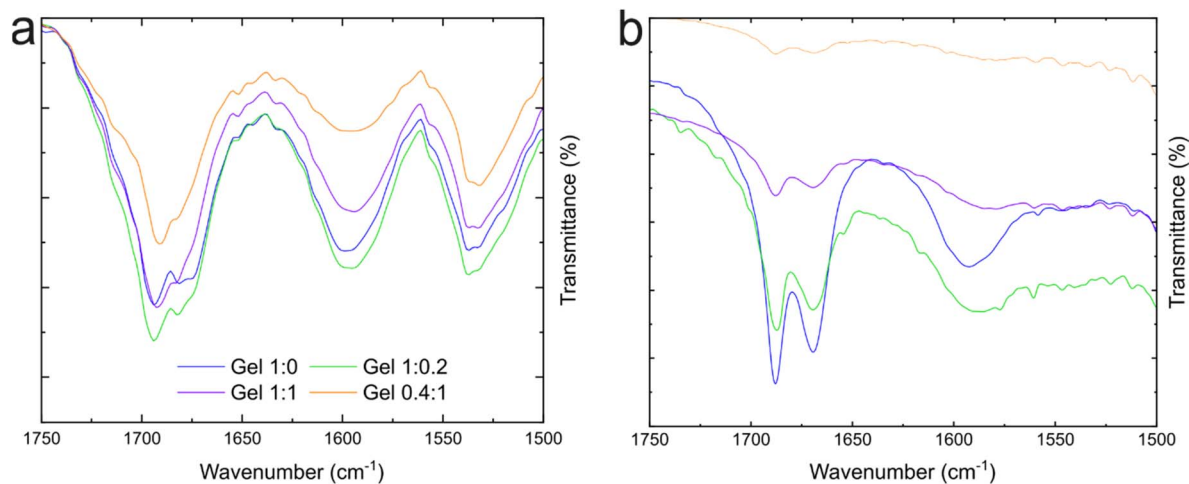 a
Gel 1:0
Gel 1:0.2
Gel 1:1
Gel 0.4:1
1750 1700 1650 1600 1550 1500
Wavenumber (cm-1)
Transmittance (%)
b
1750 1700 1650 1600 1550 1500
Wavenumber (cm-1)
Transmittance (%)